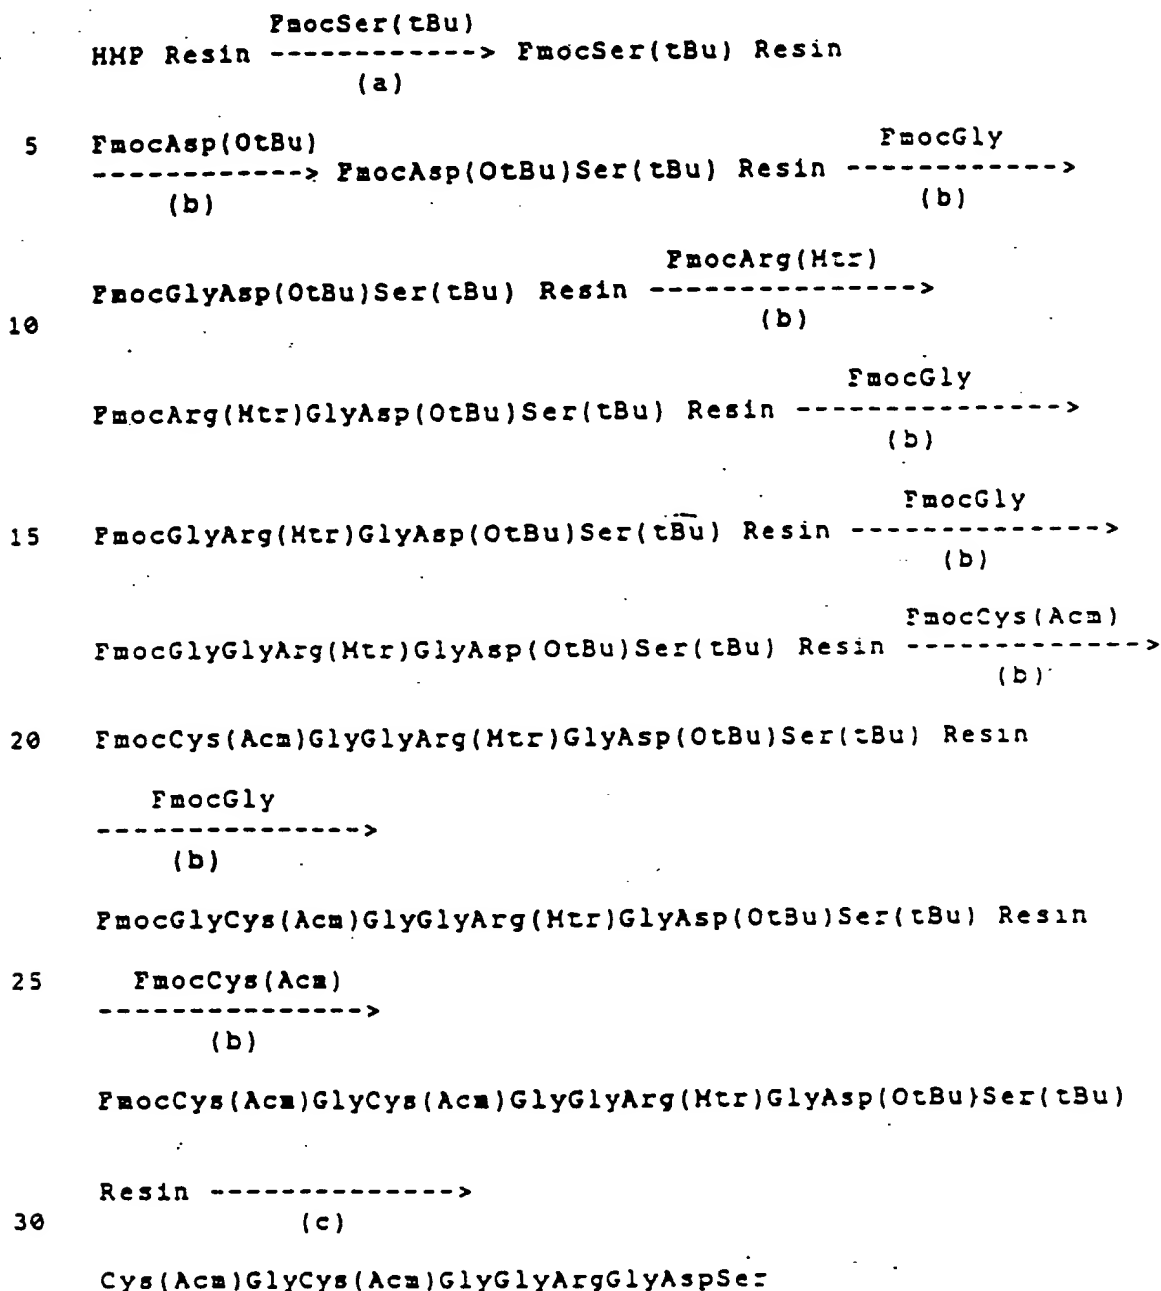 FmocSer(tBu)
HMP Resin ------------> FmocSer(tBu) Resin
(a)
5 FmocAsp(OtBu) FmocGly
------------> FmocAsp(OtBu)Ser(tBu) Resin ------------>
(b) (b)
FmocArg(Mtr)
FmocGlyAsp(OtBu)Ser(tBu) Resin --------------->
10 (b)
FmocGly
FmocArg(Mtr)GlyAsp(OtBu)Ser(tBu) Resin --------------->
(b)
FmocGly
15 FmocGlyArg(Mtr)GlyAsp(OtBu)Ser(tBu) Resin -------------->
(b)
FmocCys(Acm)
FmocGlyGlyArg(Mtr)GlyAsp(OtBu)Ser(tBu) Resin ------------->
(b)
20 FmocCys(Acm)GlyGlyArg(Mtr)GlyAsp(OtBu)Ser(tBu) Resin
FmocGly
--------------->
(b)
FmocGlyCys(Acm)GlyGlyArg(Mtr)GlyAsp(OtBu)Ser(tBu) Resin
25 FmocCys(Acm)
--------------->
(b)
FmocCys(Acm)GlyCys(Acm)GlyGlyArg(Mtr)GlyAsp(OtBu)Ser(tBu)
Resin -------------->
30 (c)
Cys(Acm)GlyCys(Acm)GlyGlyArgGlyAspSer